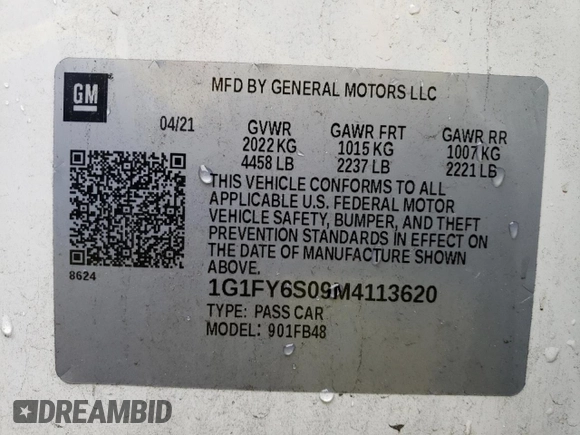 GM
MFD BY GENERAL MOTORS LLC
04/21 GVWR GAWR FRT GAWR RR
2022 KG 1015 KG 1007 KG
4458 LB 2237 LB 2221 LB
THIS VEHICLE CONFORMS TO ALL
APPLICABLE U.S. FEDERAL MOTOR
VEHICLE SAFETY, BUMPER, AND THEFT
PREVENTION STANDARDS IN EFFECT ON
THE DATE OF MANUFACTURE SHOWN
ABOVE.
8624
1G1FY6S09M4113620
TYPE: PASS CAR
MODEL: 901FB48
DREAMBID